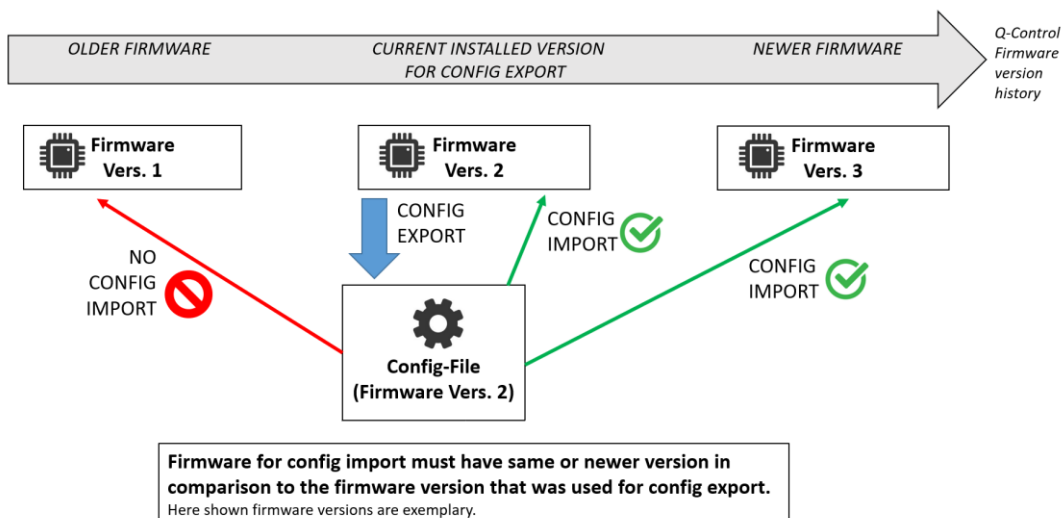 OLDER FIRMWARE
CURRENT INSTALLED VERSION
FOR CONFIG EXPORT
NEWER FIRMWARE
Q-Control
Firmware
version
history
Firmware
Vers. 1
Firmware
Vers. 2
Firmware
Vers. 3
CONFIG
EXPORT
CONFIG
IMPORT
NO
CONFIG
IMPORT
CONFIG
IMPORT
Config-File
(Firmware Vers. 2)
Firmware for config import must have same or newer version in
comparison to the firmware version that was used for config export.
Here shown firmware versions are exemplary.